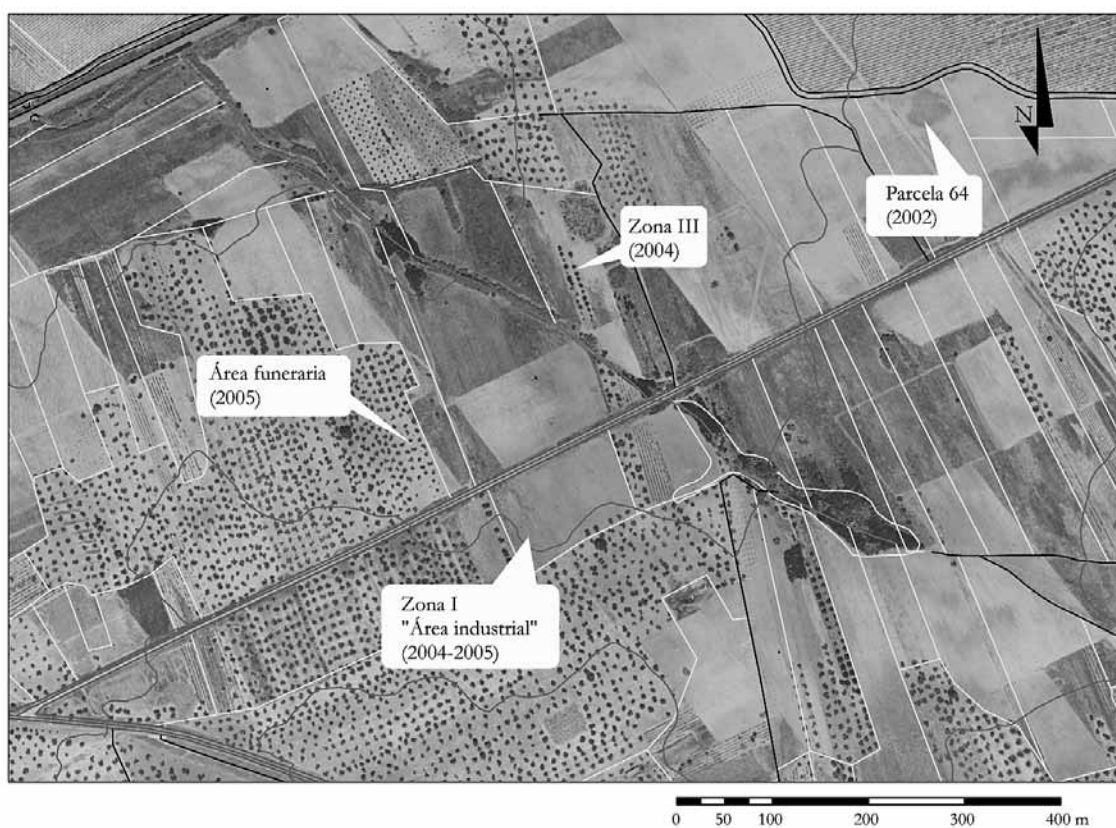 N
Parcela 64
(2002)
Zona III
(2004)
Área funeraria
(2005)
Zona I
"Área industrial"
(2004-2005)
0 50 100 200 300 400 m